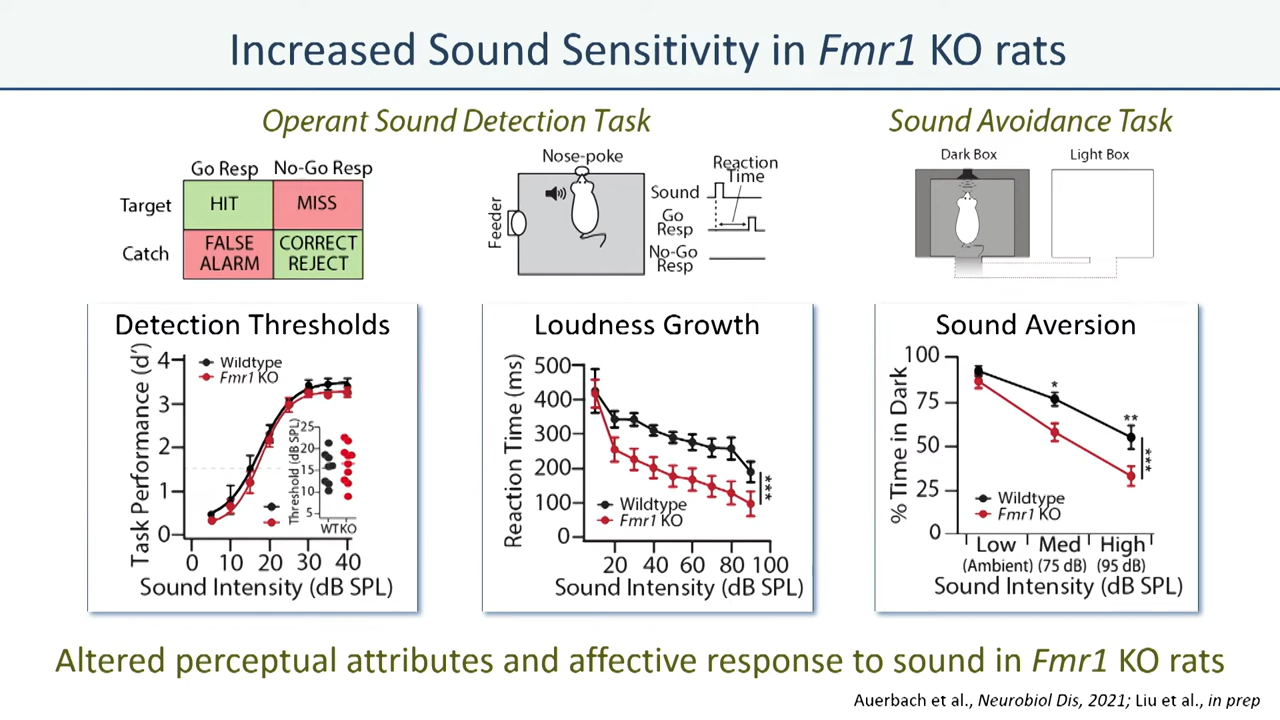 Increased Sound Sensitivity in Fmr1 KO rats
Operant Sound Detection Task
Go Resp No-Go Resp
Target HIT MISS
Catch FALSE ALARM CORRECT REJECT
Nose-poke
Feeder
Reaction Time
Sound
Go Resp
No-Go Resp
Sound Avoidance Task
Dark Box Light Box
Detection Thresholds
Task Performance (d')
4
3
2
1
0
Wildtype
Fmr1 KO
Threshold (dB SPL)
25
20
15
10
5
WT KO
0 10 20 30 40
Sound Intensity (dB SPL)
Loudness Growth
Reaction Time (ms)
500
400
300
200
100
0
***
Wildtype
Fmr1 KO
20 40 60 80 100
Sound Intensity (dB SPL)
Sound Aversion
% Time in Dark
100
75
50
25
0
*
**
***
Wildtype
Fmr1 KO
Low Med High
(Ambient) (75 dB) (95 dB)
Sound Intensity (dB SPL)
Altered perceptual attributes and affective response to sound in Fmr1 KO rats
Auerbach et al., Neurobiol Dis, 2021; Liu et al., in prep